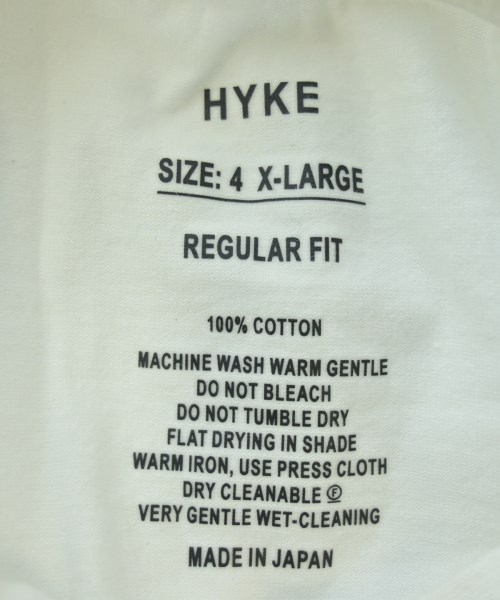 HYKE
SIZE: 4 X-LARGE
REGULAR FIT
100% COTTON
MACHINE WASH WARM GENTLE
DO NOT BLEACH
DO NOT TUMBLE DRY
FLAT DRYING IN SHADE
WARM IRON, USE PRESS CLOTH
DRY CLEANABLE Ⓕ
VERY GENTLE WET-CLEANING
MADE IN JAPAN